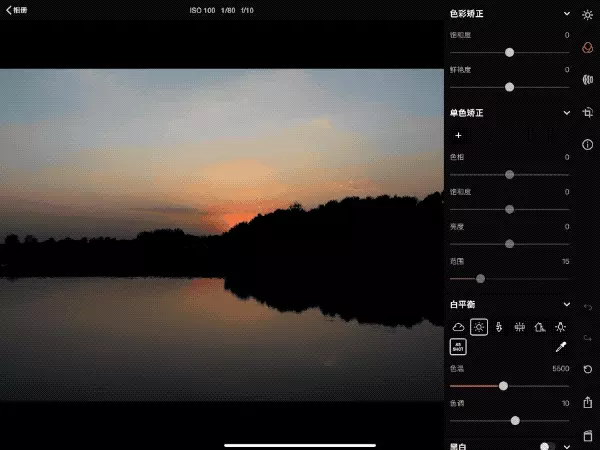 相册
ISO 100 1/80 f/10
色彩矫正
饱和度 0
鲜艳度 0
单色矫正
+
色相 0
饱和度 0
亮度 0
范围 15
白平衡
AS
SHOT
色温 5500
色调 10
黑白